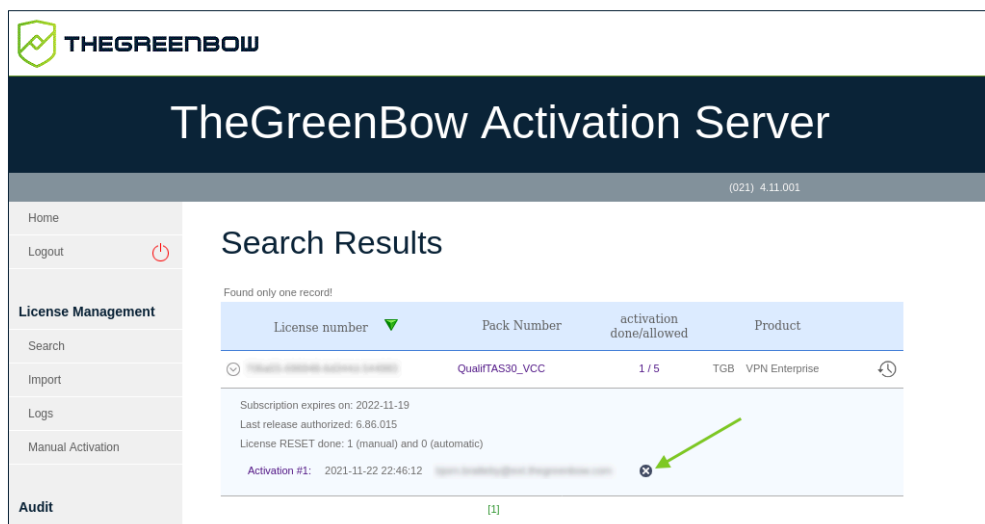 THEGREENBOW
TheGreenBow Activation Server
(021) 4.11.001
Home
Logout
License Management
Search
Import
Logs
Manual Activation
Audit
Search Results
Found only one record!
License number Pack Number activation done/allowed Product
QualifTAS30_VCC 1 / 5 TGB VPN Enterprise
Subscription expires on: 2022-11-19
Last release authorized: 6.86.015
License RESET done: 1 (manual) and 0 (automatic)
Activation #1: 2021-11-22 22:46:12
[1]